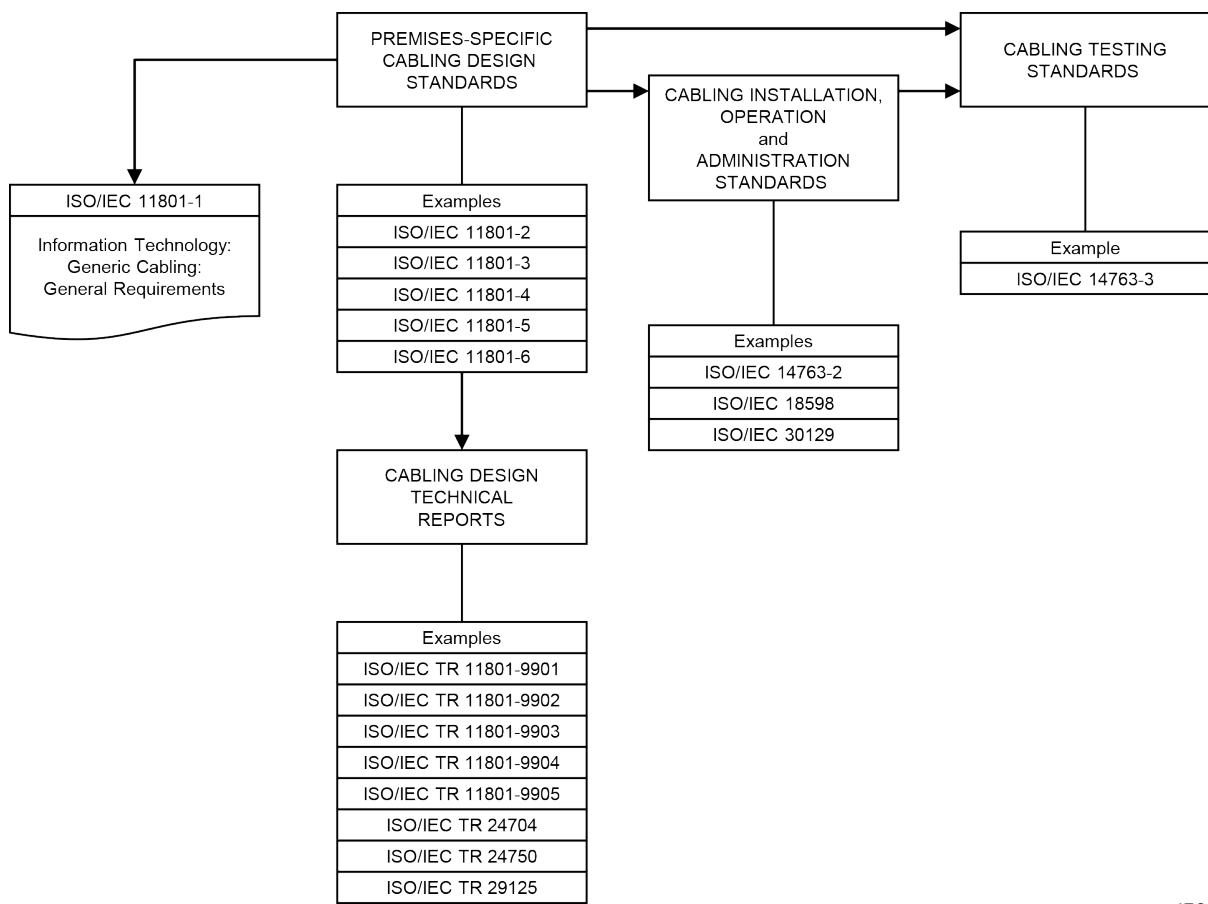 PREMISES-SPECIFIC
CABLING DESIGN
STANDARDS
CABLING TESTING
STANDARDS
CABLING INSTALLATION,
OPERATION
and
ADMINISTRATION
STANDARDS
ISO/IEC 11801-1
Information Technology:
Generic Cabling:
General Requirements
Examples
ISO/IEC 11801-2
ISO/IEC 11801-3
ISO/IEC 11801-4
ISO/IEC 11801-5
ISO/IEC 11801-6
Example
ISO/IEC 14763-3
Examples
ISO/IEC 14763-2
ISO/IEC 18598
ISO/IEC 30129
CABLING DESIGN
TECHNICAL
REPORTS
Examples
ISO/IEC TR 11801-9901
ISO/IEC TR 11801-9902
ISO/IEC TR 11801-9903
ISO/IEC TR 11801-9904
ISO/IEC TR 11801-9905
ISO/IEC TR 24704
ISO/IEC TR 24750
ISO/IEC TR 29125